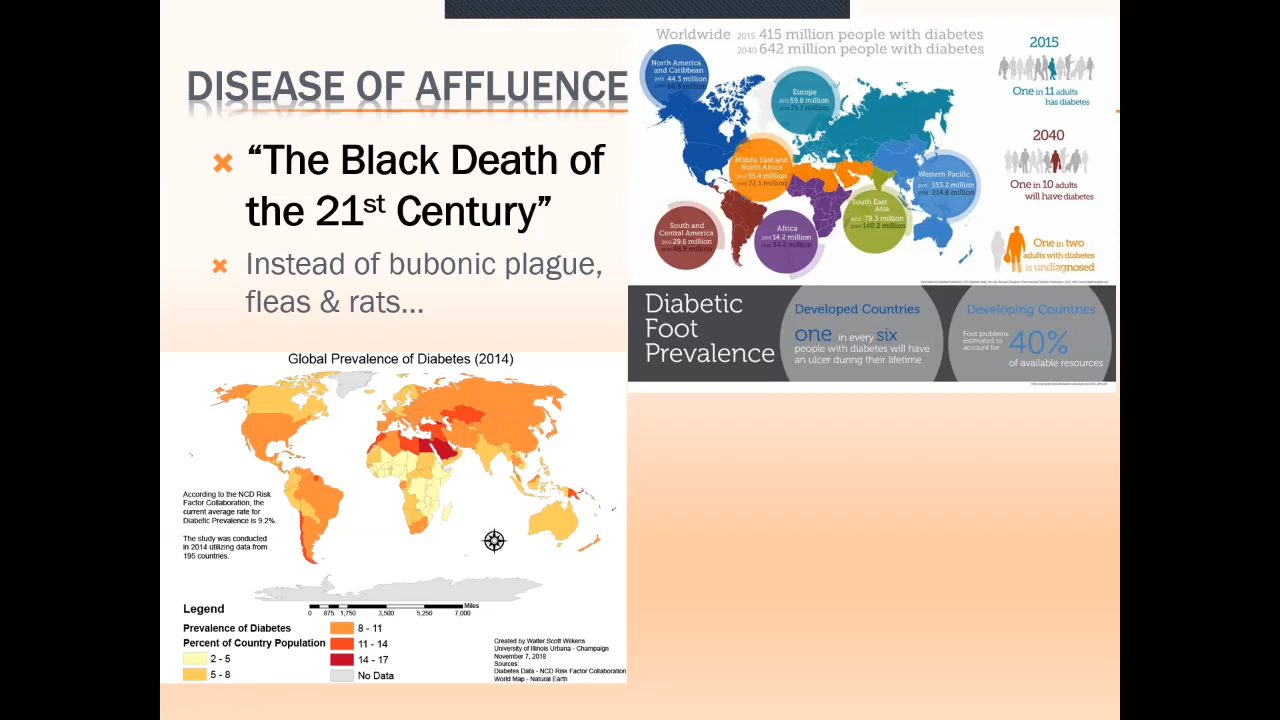 DISEASE OF AFFLUENCE
“The Black Death of
the 21st Century”
Instead of bubonic plague,
fleas & rats...
Worldwide 2015 415 million people with diabetes
2040 642 million people with diabetes
North America
and Caribbean
2015 44.3 million
2040 60.5 million
Europe
2015 59.8 million
2040 71.1 million
Middle East and
North Africa
2015 35.4 million
2040 72.1 million
Western Pacific
2015 153.2 million
2040 214.8 million
South and
Central America
2015 29.6 million
2040 48.8 million
Africa
2015 14.2 million
2040 34.2 million
South East
Asia
2015 78.3 million
2040 140.2 million
2015
One in 11 adults
has diabetes
2040
One in 10 adults
will have diabetes
One in two
adults with diabetes
is undiagnosed
Diabetic
Foot
Prevalence
Developed Countries
one in every six
people with diabetes will have
an ulcer during their lifetime
Developing Countries
Foot problems
estimated to
account for
40%
of available resources
Global Prevalence of Diabetes (2014)
According to the NCD Risk
Factor Collaboration, the
current average rate for
Diabetic Prevalence is 9.2%.
The study was conducted
in 2014 utilizing data from
195 countries.
Miles
0 875 1,750 3,500 5,250 7,000
Legend
Prevalence of Diabetes
Percent of Country Population
2 - 5
5 - 8
8 - 11
11 - 14
14 - 17
No Data
Created by Walter Scott Wilkens
University of Illinois Urbana - Champaign
November 7, 2018
Sources:
Diabetes Data - NCD Risk Factor Collaboration
World Map - Natural Earth